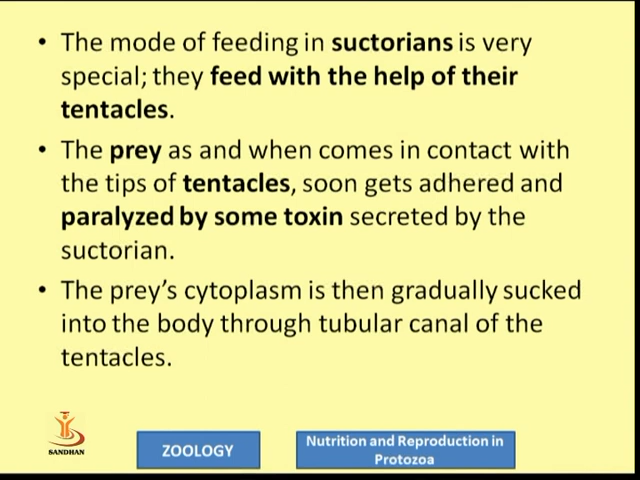 • The mode of feeding in suctorians is very
special; they feed with the help of their
tentacles.
• The prey as and when comes in contact with
the tips of tentacles, soon gets adhered and
paralyzed by some toxin secreted by the
suctorian.
• The prey's cytoplasm is then gradually sucked
into the body through tubular canal of the
tentacles.
SANDHAN
ZOOLOGY
Nutrition and Reproduction in
Protozoa